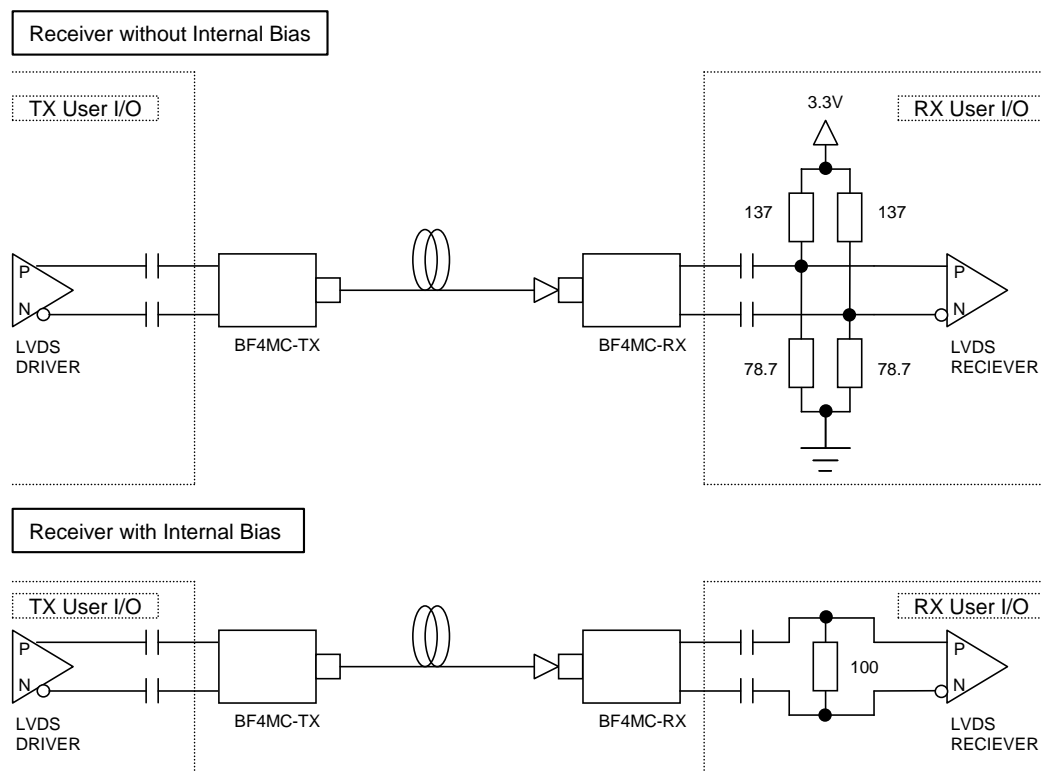 Receiver without Internal Bias
TX User I/O
3.3V
RX User I/O
137
137
P
N
P
N
BF4MC-TX
BF4MC-RX
LVDS
DRIVER
78.7
78.7
LVDS
RECIEVER
Receiver with Internal Bias
TX User I/O
RX User I/O
P
N
100
P
N
BF4MC-TX
BF4MC-RX
LVDS
DRIVER
LVDS
RECIEVER